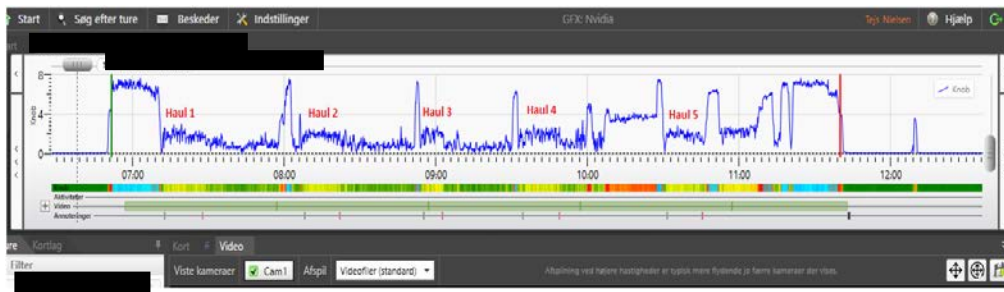 Start Søg efter ture Beskeder Indstillinger GFX: Nvidia Tejs Nielsen Hjælp
8
4
0
Knob
Haul 1 Haul 2 Haul 3 Haul 4 Haul 5
Knob
07:00 08:00 09:00 10:00 11:00 12:00
Aktiviteter
Video
Annoteringer
Kortlag Kort Video
Filter
Viste kameraer Cam1 Afspil Videofiler (standard) Afspilning ved højere hastigheder er typisk mere flydende jo færre kameraer der vises.